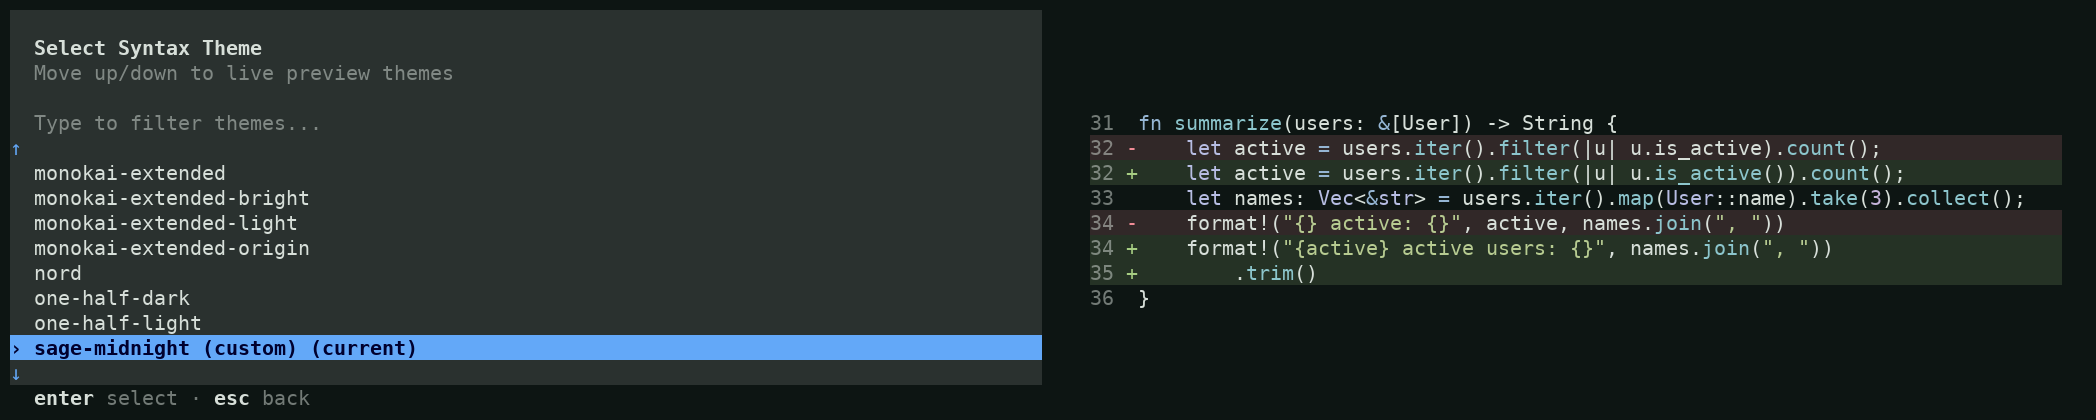 Select Syntax Theme
Move up/down to live preview themes
Type to filter themes...
↑
monokai-extended
monokai-extended-bright
monokai-extended-light
monokai-extended-origin
nord
one-half-dark
one-half-light
› sage-midnight (custom) (current)
↓
enter select · esc back
31  fn summarize(users: &[User]) -> String {
32 -    let active = users.iter().filter(|u| u.is_active).count();
32 +    let active = users.iter().filter(|u| u.is_active()).count();
33      let names: Vec<&str> = users.iter().map(User::name).take(3).collect();
34 -    format!("{} active: {}", active, names.join(", "))
34 +    format!("{active} active users: {}", names.join(", "))
35 +        .trim()
36  }